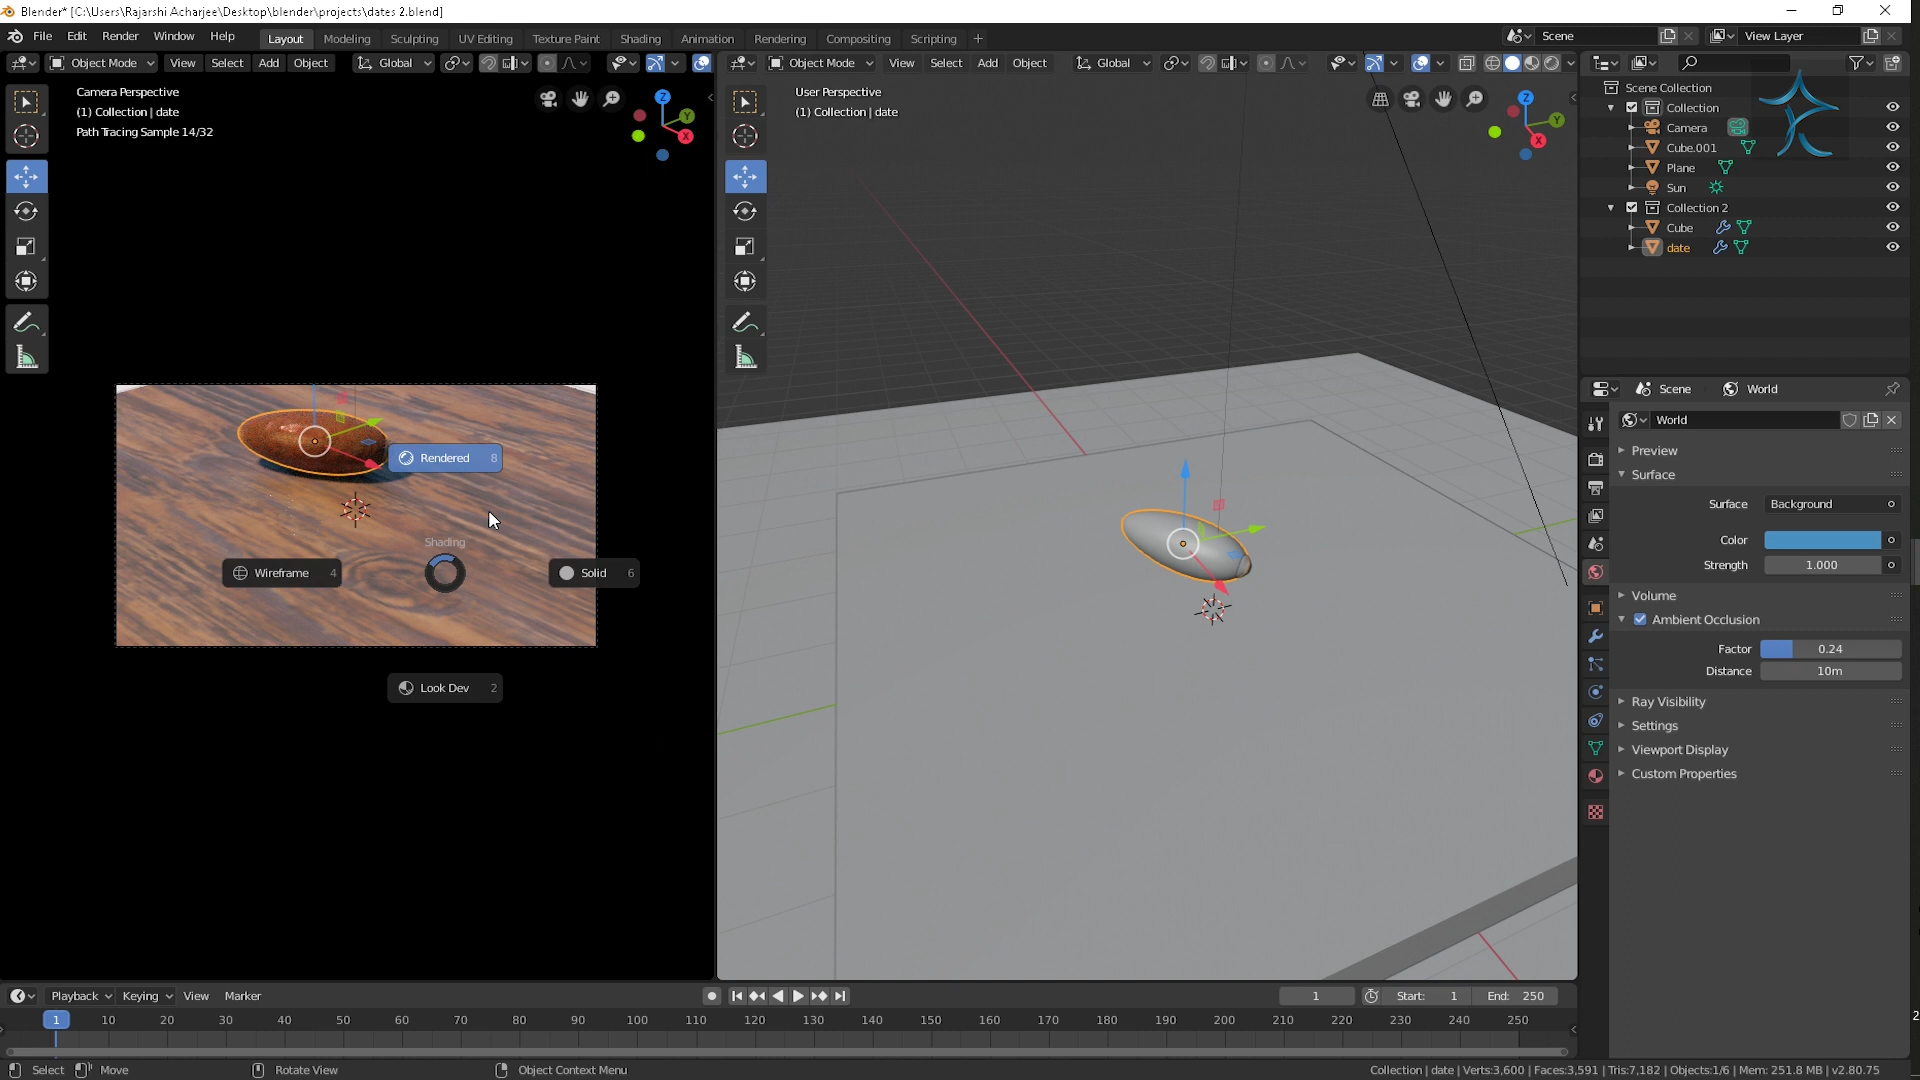 Blender* [C:\Users\Rajarshi Acharjee\Desktop\blender\projects\dates 2.blend]
File Edit Render Window Help Layout Modeling Sculpting UV Editing Texture Paint Shading Animation Rendering Compositing Scripting + Scene View Layer
Object Mode View Select Add Object Global Object Mode View Select Add Object Global
Camera Perspective
(1) Collection | date
Path Tracing Sample 14/32
Z
Y
X
User Perspective
(1) Collection | date
Z
Y
X
Scene Collection
Collection
Camera
Cube.001
Plane
Sun
Collection 2
Cube
date
Rendered 8
Shading
Wireframe 4
Solid 6
Look Dev 2
Scene World
World
Preview
Surface
Surface Background
Color
Strength 1.000
Volume
Ambient Occlusion
Factor 0.24
Distance 10m
Ray Visibility
Settings
Viewport Display
Custom Properties
Playback Keying View Marker 1 Start: 1 End: 250
1 10 20 30 40 50 60 70 80 90 100 110 120 130 140 150 160 170 180 190 200 210 220 230 240 250
2
Select Move Rotate View Object Context Menu Collection | date | Verts:3,600 | Faces:3,591 | Tris:7,182 | Objects:1/6 | Mem: 251.8 MB | v2.80.75